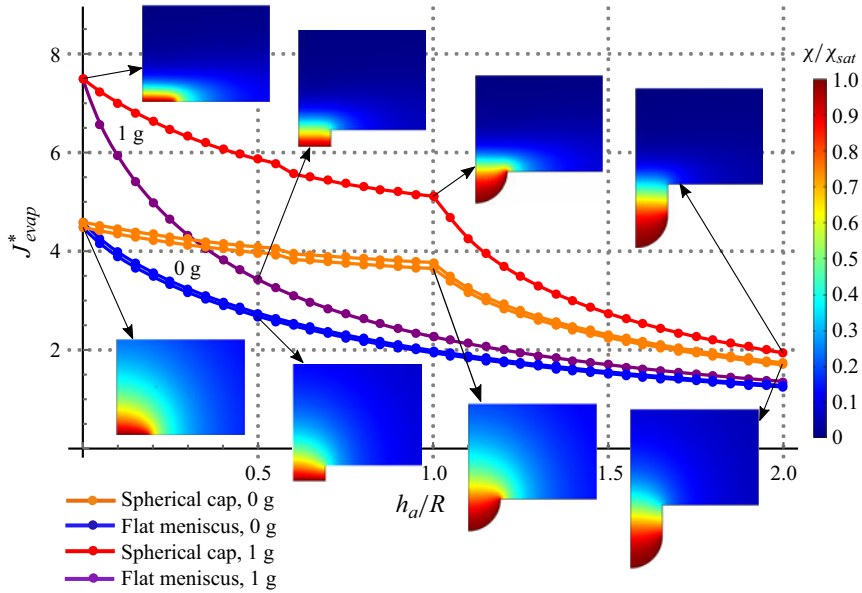 8
6
4
2
J*evap
1 g
0 g
0.5
1.0
1.5
2.0
ha/R
χ/χsat
1.0
0.9
0.8
0.7
0.6
0.5
0.4
0.3
0.2
0.1
0
Spherical cap, 0 g
Flat meniscus, 0 g
Spherical cap, 1 g
Flat meniscus, 1 g